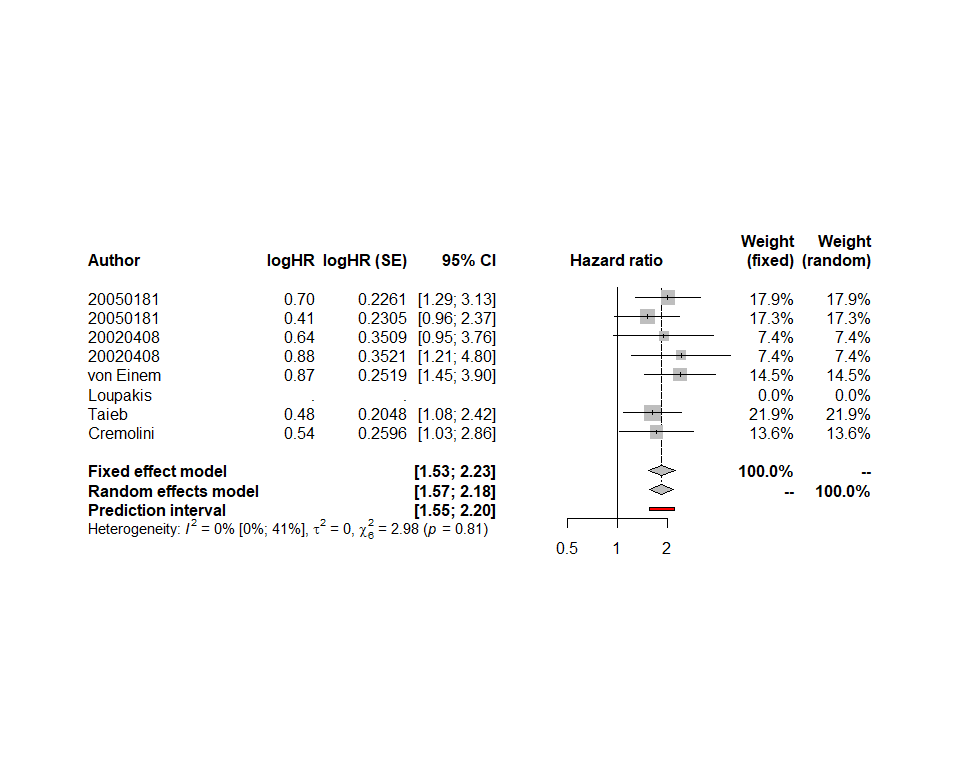 Weight Weight
Author logHR logHR (SE) 95% CI Hazard ratio (fixed) (random)
20050181 0.70 0.2261 [1.29; 3.13] 17.9% 17.9%
20050181 0.41 0.2305 [0.96; 2.37] 17.3% 17.3%
20020408 0.64 0.3509 [0.95; 3.76] 7.4% 7.4%
20020408 0.88 0.3521 [1.21; 4.80] 7.4% 7.4%
von Einem 0.87 0.2519 [1.45; 3.90] 14.5% 14.5%
Loupakis . . 0.0% 0.0%
Taieb 0.48 0.2048 [1.08; 2.42] 21.9% 21.9%
Cremolini 0.54 0.2596 [1.03; 2.86] 13.6% 13.6%
Fixed effect model [1.53; 2.23] 100.0% --
Random effects model [1.57; 2.18] -- 100.0%
Prediction interval [1.55; 2.20]
Heterogeneity: I² = 0% [0%; 41%], τ² = 0, χ²₆ = 2.98 (p = 0.81)
0.5 1 2